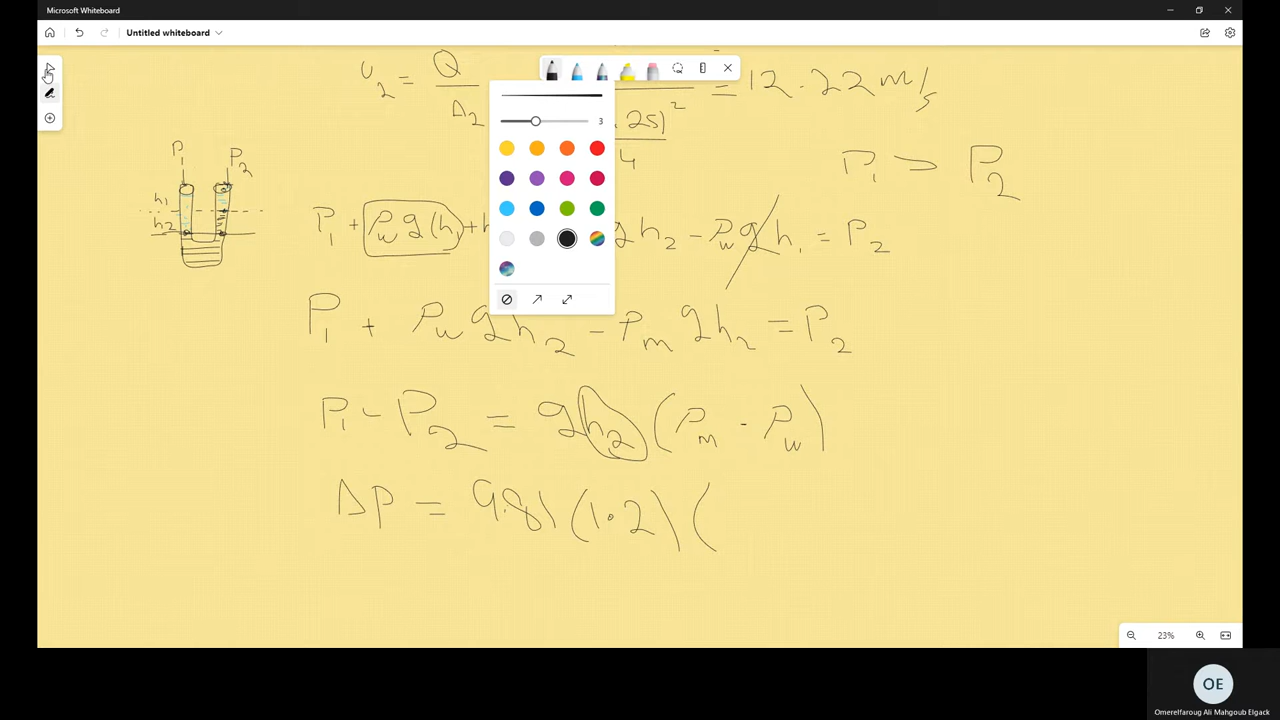 Microsoft Whiteboard
Untitled whiteboard
U₂ = Q / A₂ .25)² / 4 = 12.22 m/s
3
P₁ > P₂
P₁ P₂
h₁
h₂
P₁ + ρw g (h₁ + h gh₂ - ρw g h₁ = P₂
P₁ + ρw g h₂ - ρm g h₂ = P₂
P₁ - P₂ = g h₂ (ρm - ρw)
ΔP = 9.81 (1.2) (
23%
OE
Omerelfaroug Ali Mahgoub Elgack